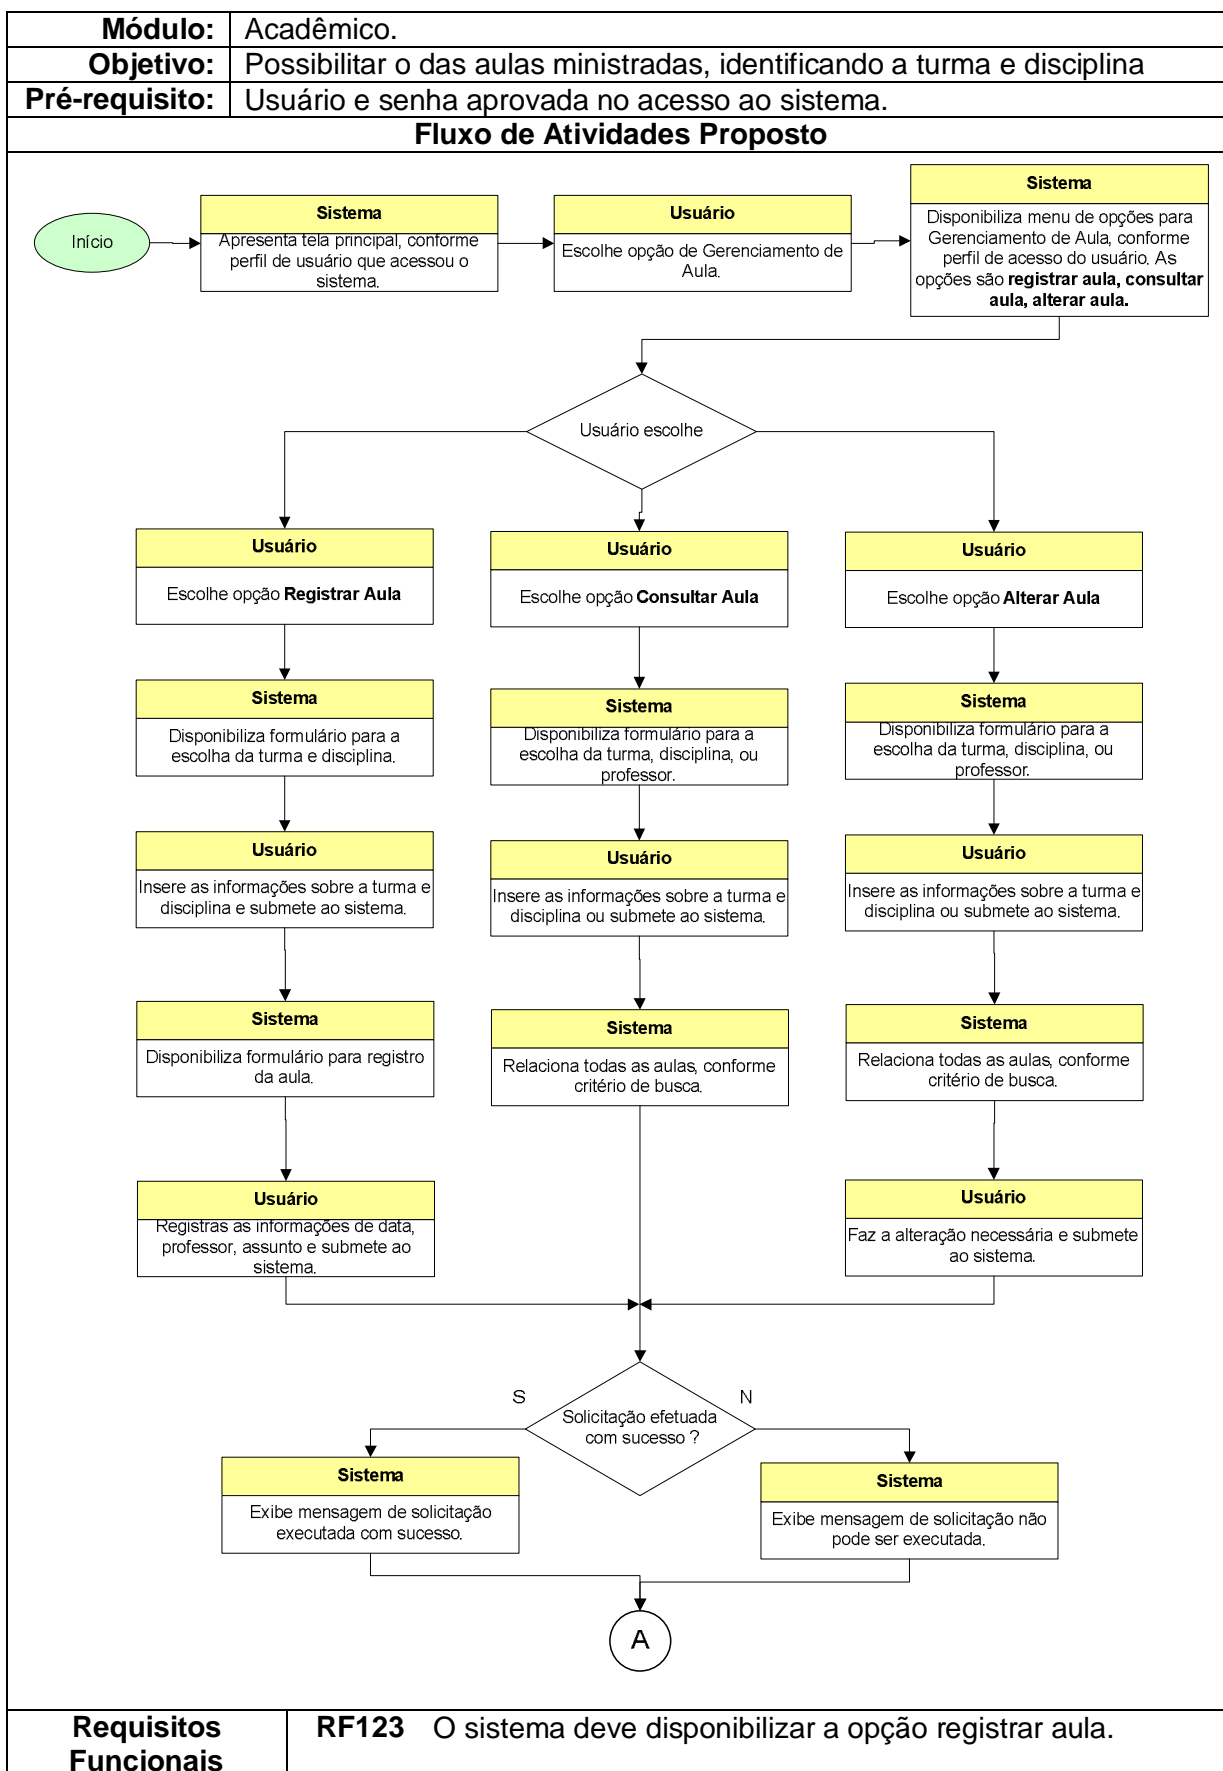 Módulo: Acadêmico.
Objetivo: Possibilitar o das aulas ministradas, identificando a turma e disciplina
Pré-requisito: Usuário e senha aprovada no acesso ao sistema.
Fluxo de Atividades Proposto
Início
Sistema
Apresenta tela principal, conforme
perfil de usuário que acessou o
sistema.
Usuário
Escolhe opção de Gerenciamento de
Aula.
Sistema
Disponibiliza menu de opções para
Gerenciamento de Aula, conforme
perfil de acesso do usuário. As
opções são registrar aula, consultar
aula, alterar aula.
Usuário escolhe
Usuário
Escolhe opção Registrar Aula
Sistema
Disponibiliza formulário para a
escolha da turma e disciplina.
Usuário
Insere as informações sobre a turma e
disciplina e submete ao sistema.
Sistema
Disponibiliza formulário para registro
da aula.
Usuário
Registras as informações de data,
professor, assunto e submete ao
sistema.
Usuário
Escolhe opção Consultar Aula
Sistema
Disponibiliza formulário para a
escolha da turma, disciplina, ou
professor.
Usuário
Insere as informações sobre a turma e
disciplina ou submete ao sistema.
Sistema
Relaciona todas as aulas, conforme
critério de busca.
Usuário
Escolhe opção Alterar Aula
Sistema
Disponibiliza formulário para a
escolha da turma, disciplina, ou
professor.
Usuário
Insere as informações sobre a turma e
disciplina ou submete ao sistema.
Sistema
Relaciona todas as aulas, conforme
critério de busca.
Usuário
Faz a alteração necessária e submete
ao sistema.
Solicitação efetuada
com sucesso ?
S
N
Sistema
Exibe mensagem de solicitação
executada com sucesso.
Sistema
Exibe mensagem de solicitação não
pode ser executada.
A
Requisitos
Funcionais
RF123 O sistema deve disponibilizar a opção registrar aula.